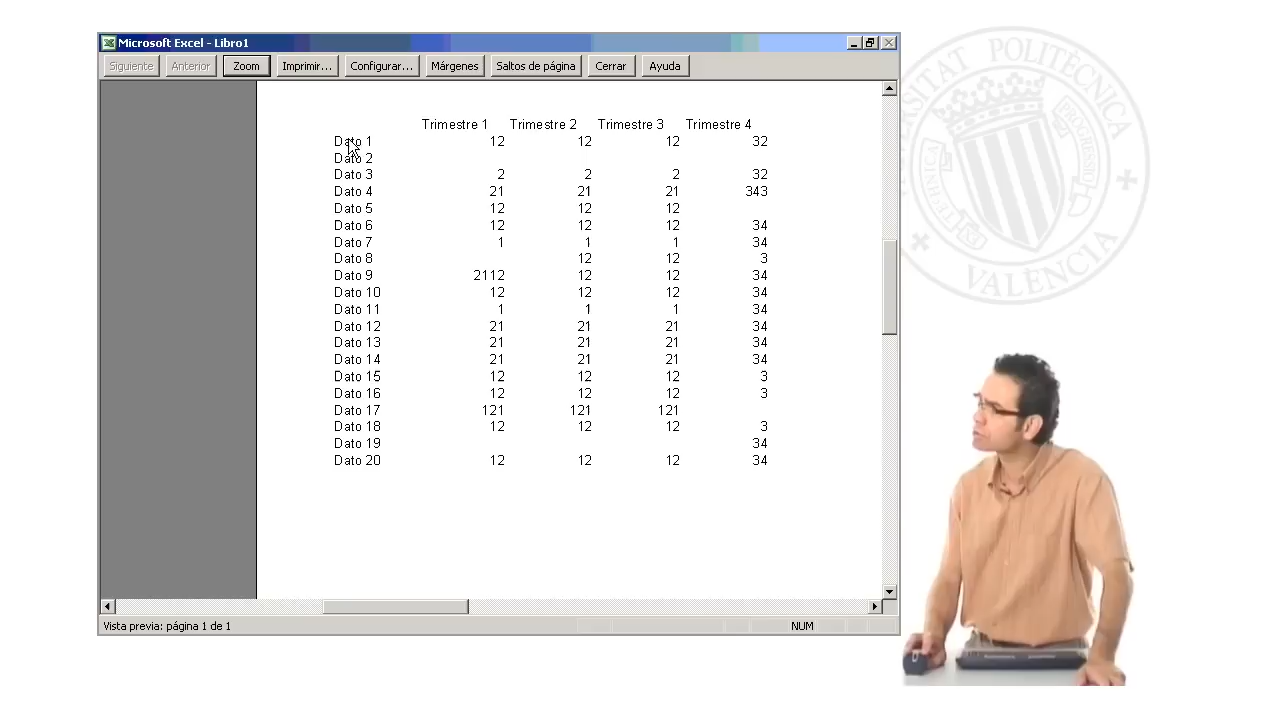 Microsoft Excel - Libro1
Siguiente Anterior Zoom Imprimir... Configurar... Márgenes Saltos de página Cerrar Ayuda
Trimestre 1 Trimestre 2 Trimestre 3 Trimestre 4
Dato 1 12 12 12 32
Dato 2
Dato 3 2 2 2 32
Dato 4 21 21 21 343
Dato 5 12 12 12
Dato 6 12 12 12 34
Dato 7 1 1 1 34
Dato 8 12 12 3
Dato 9 2112 12 12 34
Dato 10 12 12 12 34
Dato 11 1 1 1 34
Dato 12 21 21 21 34
Dato 13 21 21 21 34
Dato 14 21 21 21 34
Dato 15 12 12 12 3
Dato 16 12 12 12 3
Dato 17 121 121 121
Dato 18 12 12 12 3
Dato 19 34
Dato 20 12 12 12 34
Vista previa: página 1 de 1 NUM
POLITÈCNICA
VALÈNCIA